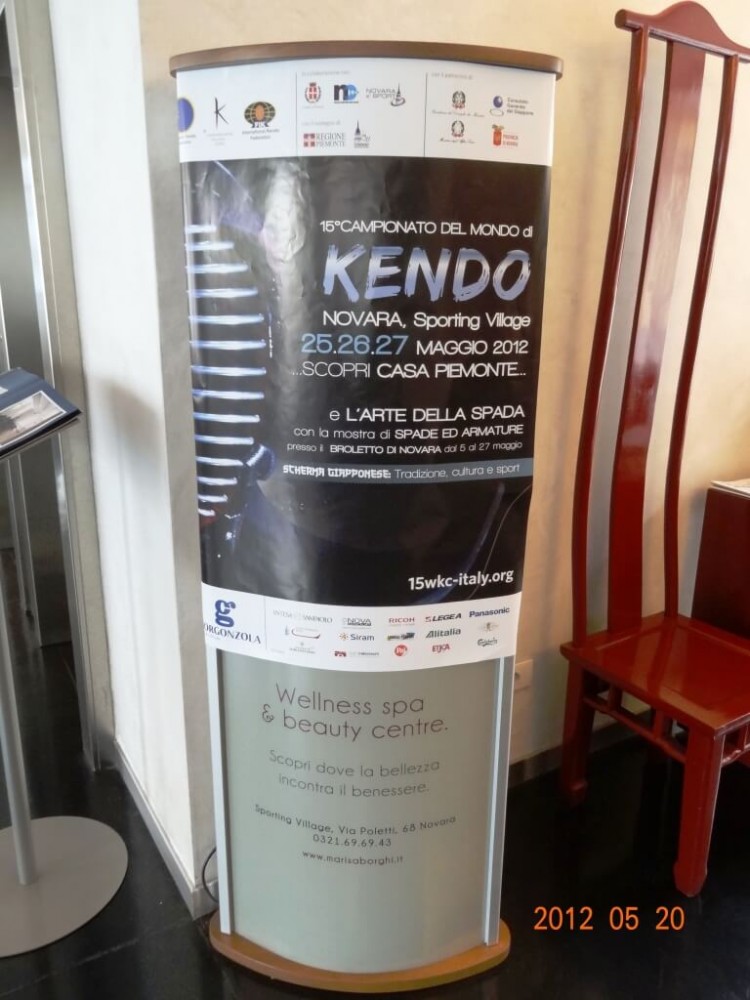 NOVARA
SPORT
REGIONE
PIEMONTE
15°CAMPIONATO DEL MONDO di
KENDO
NOVARA, Sporting Village
25.26.27 MAGGIO 2012
...SCOPRI CASA PIEMONTE...
e L'ARTE DELLA SPADA
con la mostra di SPADE ED ARMATURE
presso il BROLETTO DI NOVARA dal 5 al 27 maggio
SCHERMA GIAPPONESE: Tradizione, cultura e sport
15wkc-italy.org
g
ORGONZOLA
RICOH
LEGEA
Panasonic
Siram
Alitalia
Wellness spa
& beauty centre.
Scopri dove la bellezza
incontra il benessere.
Sporting Village, Via Poletti, 68 Novara
0321.69.69.43
www.marisaborghi.it
2012 05 20